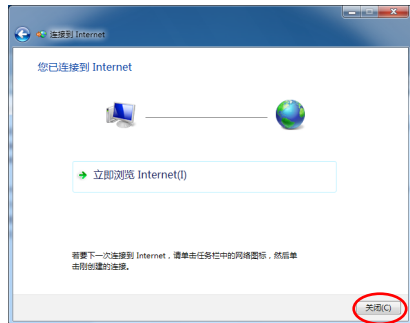 连接到 Internet
您已连接到 Internet
立即浏览 Internet(I)
若要下一次连接到 Internet，请单击任务栏中的网络图标，然后单
击刚创建的连接。
关闭(C)